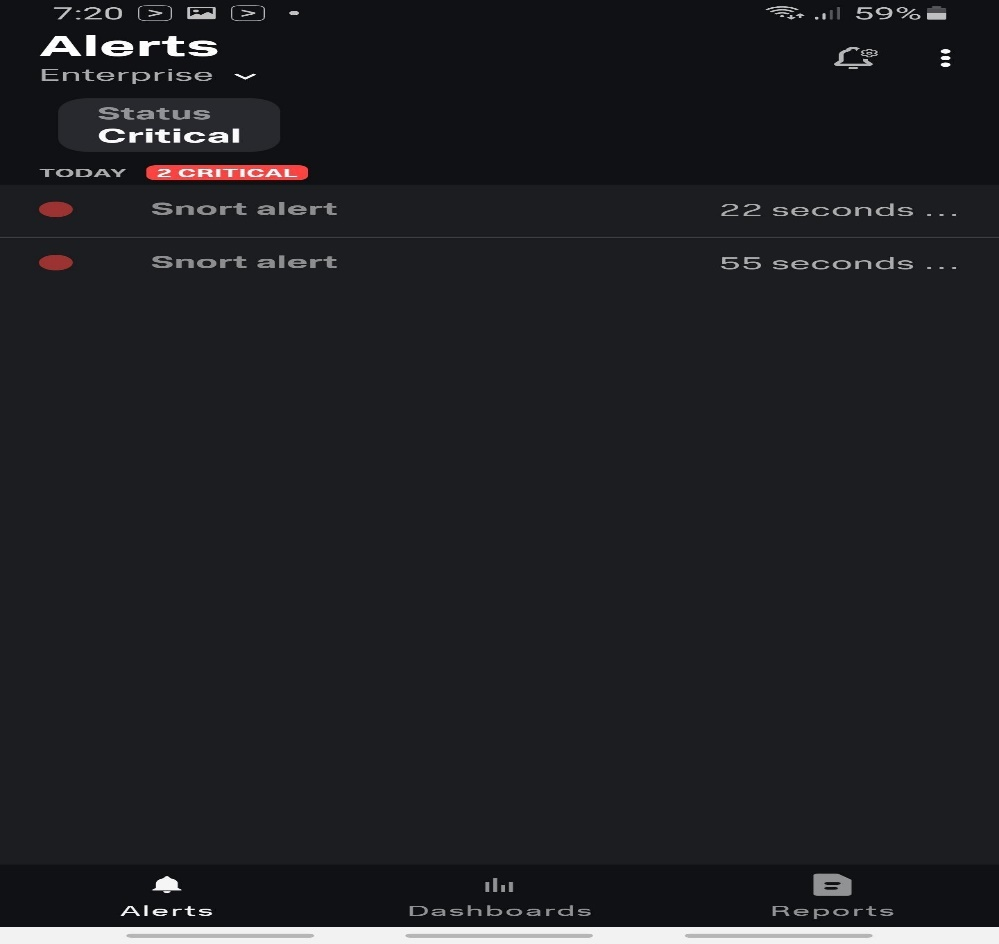 7:20 59%
Alerts
Enterprise
Status
Critical
TODAY 2 CRITICAL
Snort alert 22 seconds ...
Snort alert 55 seconds ...
Alerts Dashboards Reports